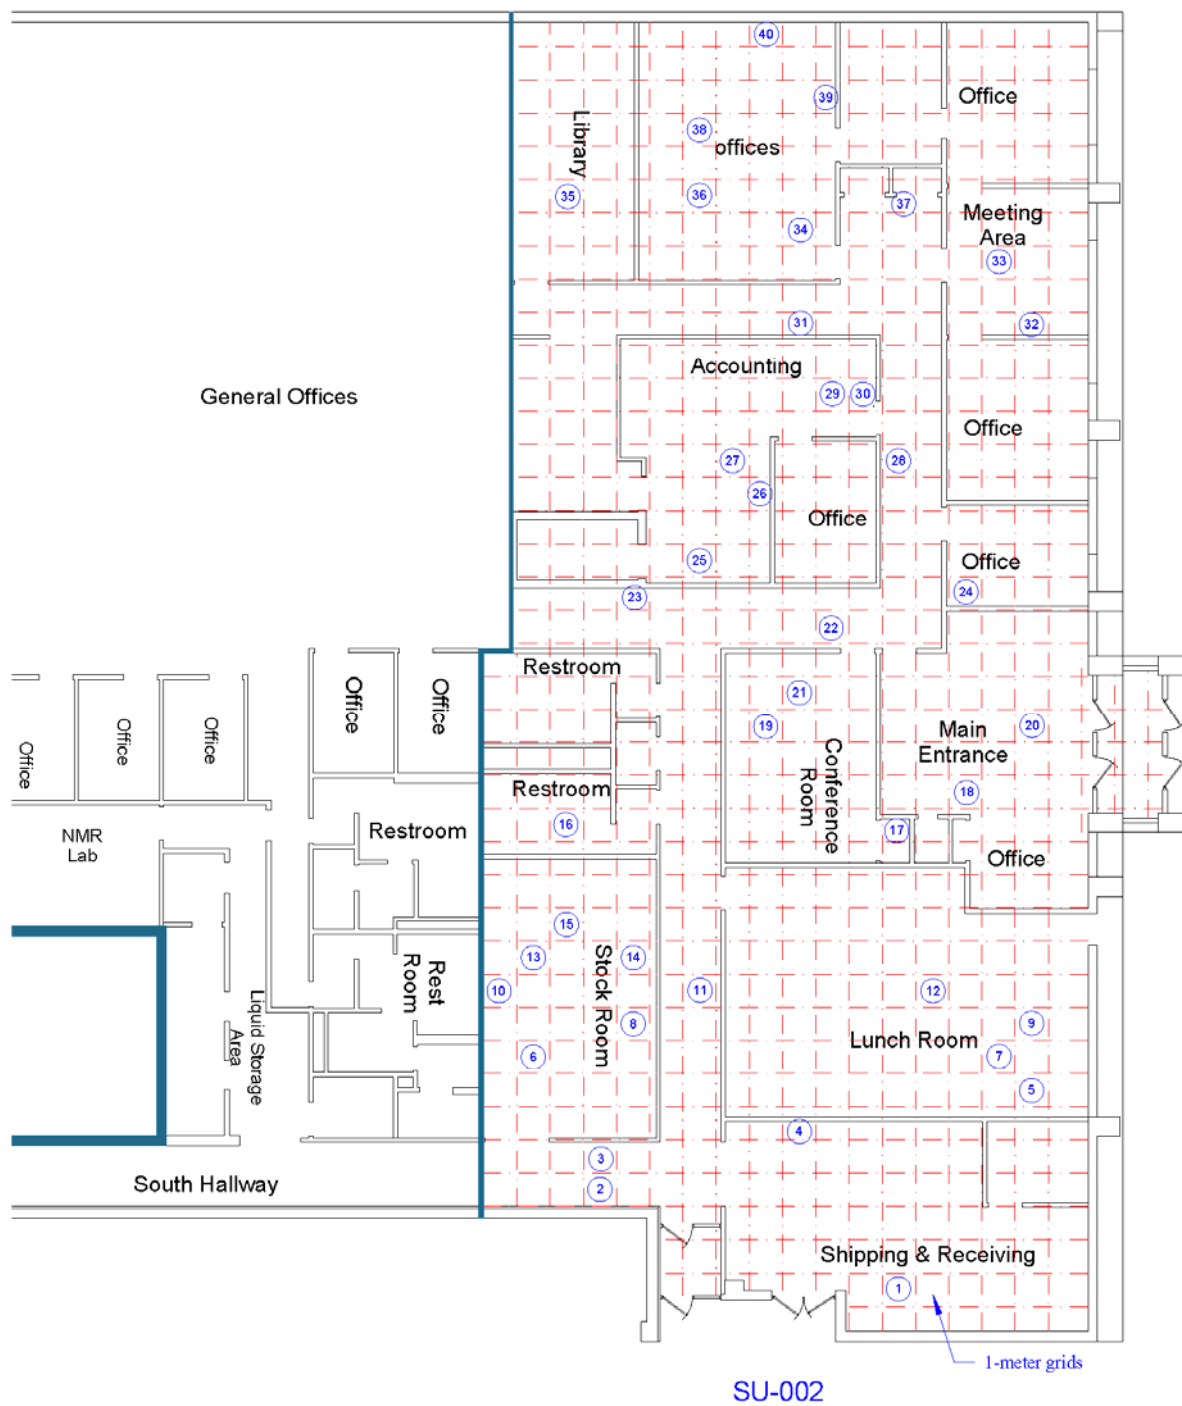 40
Office
39
38
offices
Library
35
36
37
34
Meeting
Area
33
31
32
Accounting
29
30
General Offices
Office
27
28
26
Office
25
Office
24
23
22
Restroom
Office
Office
21
19
20
Office
Office
Office
Main
Entrance
Conference
Room
Restroom
18
16
17
NMR
Lab
Restroom
Office
15
13
14
Stock Room
Rest
Room
10
11
12
Liquid Storage
Area
8
9
Lunch Room
6
7
5
4
3
South Hallway
2
Shipping & Receiving
1
1-meter grids
SU-002